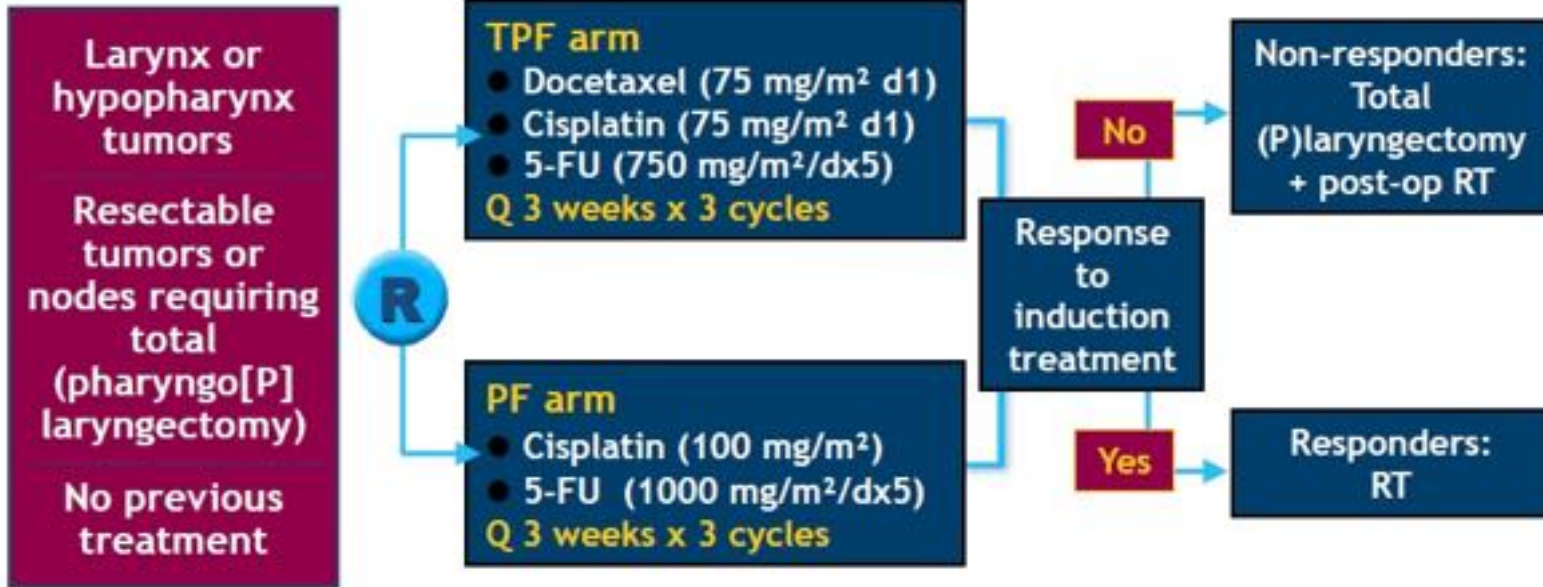 Larynx or
hypopharynx
tumors
Resectable
tumors or
nodes requiring
total
(pharyngo[P]
laryngectomy)
No previous
treatment
R
TPF arm
● Docetaxel (75 mg/m² d1)
● Cisplatin (75 mg/m² d1)
● 5-FU (750 mg/m²/dx5)
Q 3 weeks x 3 cycles
PF arm
● Cisplatin (100 mg/m²)
● 5-FU (1000 mg/m²/dx5)
Q 3 weeks x 3 cycles
Response
to
induction
treatment
No
Non-responders:
Total
(P)laryngectomy
+ post-op RT
Yes
Responders:
RT